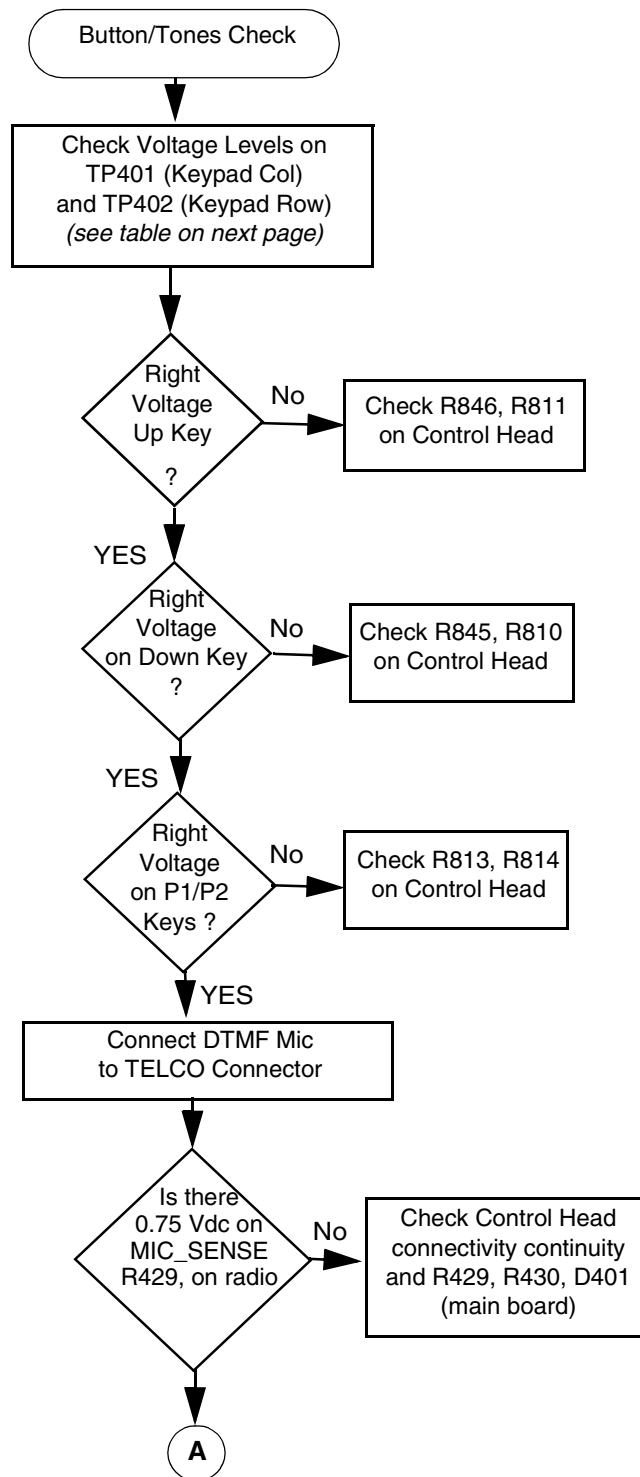 Button/Tones Check
Check Voltage Levels on
TP401 (Keypad Col)
and TP402 (Keypad Row)
(see table on next page)
Right
Voltage
Up Key
?
No
Check R846, R811
on Control Head
YES
Right
Voltage
on Down Key
?
No
Check R845, R810
on Control Head
YES
Right
Voltage
on P1/P2
Keys ?
No
Check R813, R814
on Control Head
YES
Connect DTMF Mic
to TELCO Connector
Is there
0.75 Vdc on
MIC_SENSE
R429, on radio
No
Check Control Head
connectivity continuity
and R429, R430, D401
(main board)
A